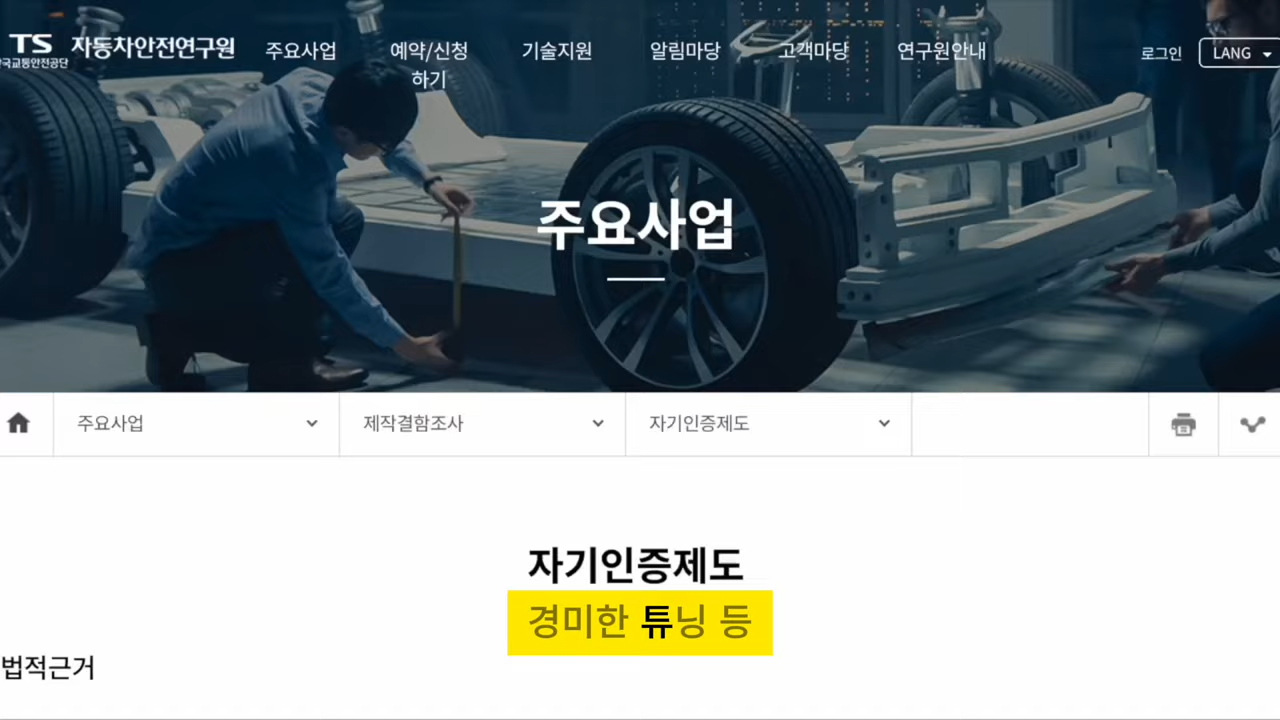 TS 자동차안전연구원 주요사업 예약/신청 하기 기술지원 알림마당 고객마당 연구원안내 로그인 LANG
국교통안전공단
주요사업
주요사업 제작결함조사 자기인증제도
자기인증제도
경미한 튜닝 등
법적근거